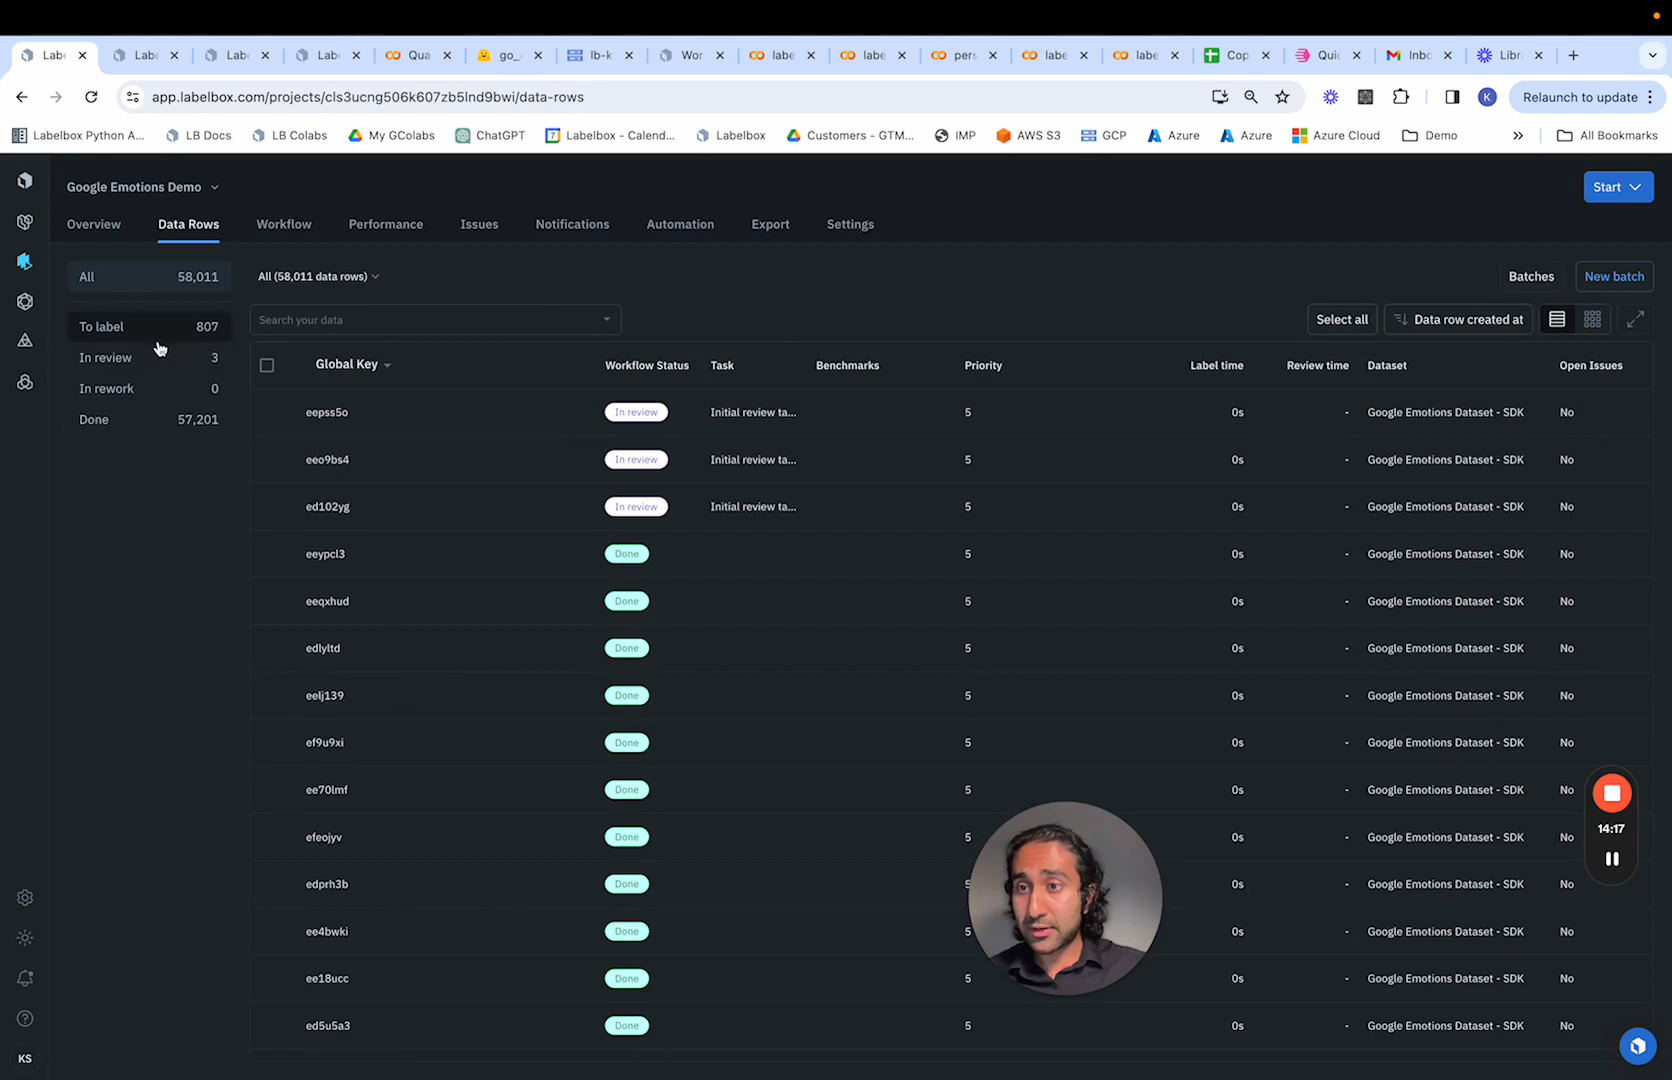 Labe
Labe
Labe
Labe
Qua
go_
lb-k
Wor
labe
labe
pers
labe
labe
Cop
Quic
Inbo
Libra
app.labelbox.com/projects/cls3ucng506k607zb5lnd9bwi/data-rows
K
Relaunch to update
Labelbox Python A...
LB Docs
LB Colabs
My GColabs
ChatGPT
Labelbox - Calend...
Labelbox
Customers - GTM...
IMP
AWS S3
GCP
Azure
Azure
Azure Cloud
Demo
All Bookmarks
Google Emotions Demo
Start
Overview
Data Rows
Workflow
Performance
Issues
Notifications
Automation
Export
Settings
All 58,011
To label 807
In review 3
In rework 0
Done 57,201
All (58,011 data rows)
Batches
New batch
Search your data
Select all
Data row created at
Global Key Workflow Status Task Benchmarks Priority Label time Review time Dataset Open Issues
eepss5o In review Initial review ta... 5 0s - Google Emotions Dataset - SDK No
eeo9bs4 In review Initial review ta... 5 0s - Google Emotions Dataset - SDK No
ed102yg In review Initial review ta... 5 0s - Google Emotions Dataset - SDK No
eeypcl3 Done 5 0s - Google Emotions Dataset - SDK No
eeqxhud Done 5 0s - Google Emotions Dataset - SDK No
edlyltd Done 5 0s - Google Emotions Dataset - SDK No
eelj139 Done 5 0s - Google Emotions Dataset - SDK No
ef9u9xi Done 5 0s - Google Emotions Dataset - SDK No
ee70lmf Done 5 0s - Google Emotions Dataset - SDK No
efeojyv Done 5 0s - Google Emotions Dataset - SDK No
edprh3b Done 5 0s - Google Emotions Dataset - SDK No
ee4bwki Done 5 0s - Google Emotions Dataset - SDK No
ee18ucc Done 5 0s - Google Emotions Dataset - SDK No
ed5u5a3 Done 5 0s - Google Emotions Dataset - SDK No
14:17
KS